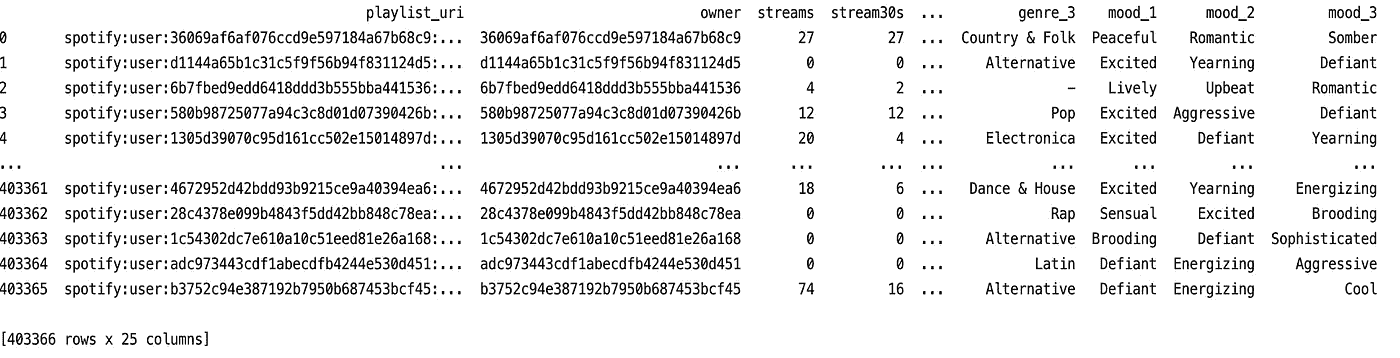 playlist_uri owner streams stream30s ... genre_3 mood_1 mood_2 mood_3
0 spotify:user:36069af6af076ccd9e597184a67b68c9:... 36069af6af076ccd9e597184a67b68c9 27 27 ... Country & Folk Peaceful Romantic Somber
1 spotify:user:d1144a65b1c31c5f9f56b94f831124d5:... d1144a65b1c31c5f9f56b94f831124d5 0 0 ... Alternative Excited Yearning Defiant
2 spotify:user:6b7fbed9edd6418ddd3b555bba441536:... 6b7fbed9edd6418ddd3b555bba441536 4 2 ... - Lively Upbeat Romantic
3 spotify:user:580b98725077a94c3c8d01d07390426b:... 580b98725077a94c3c8d01d07390426b 12 12 ... Pop Excited Aggressive Defiant
4 spotify:user:1305d39070c95d161cc502e15014897d:... 1305d39070c95d161cc502e15014897d 20 4 ... Electronica Excited Defiant Yearning
... ... ... ... ... ... ... ... ... ...
403361 spotify:user:4672952d42bdd93b9215ce9a40394ea6:... 4672952d42bdd93b9215ce9a40394ea6 18 6 ... Dance & House Excited Yearning Energizing
403362 spotify:user:28c4378e099b4843f5dd42bb848c78ea:... 28c4378e099b4843f5dd42bb848c78ea 0 0 ... Rap Sensual Excited Brooding
403363 spotify:user:1c54302dc7e610a10c51eed81e26a168:... 1c54302dc7e610a10c51eed81e26a168 0 0 ... Alternative Brooding Defiant Sophisticated
403364 spotify:user:adc973443cdf1abecdfb4244e530d451:... adc973443cdf1abecdfb4244e530d451 0 0 ... Latin Defiant Energizing Aggressive
403365 spotify:user:b3752c94e387192b7950b687453bcf45:... b3752c94e387192b7950b687453bcf45 74 16 ... Alternative Defiant Energizing Cool
[403366 rows x 25 columns]